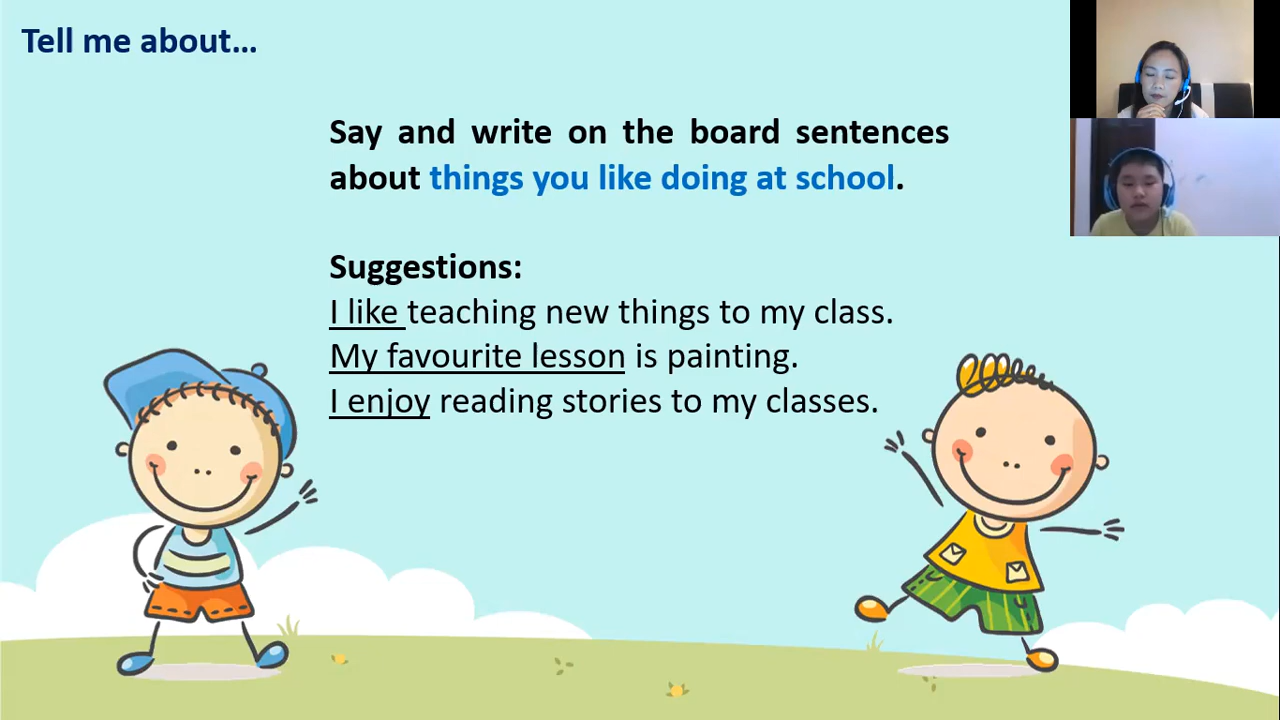 Tell me about...
Say and write on the board sentences
about things you like doing at school.
Suggestions:
I like teaching new things to my class.
My favourite lesson is painting.
I enjoy reading stories to my classes.